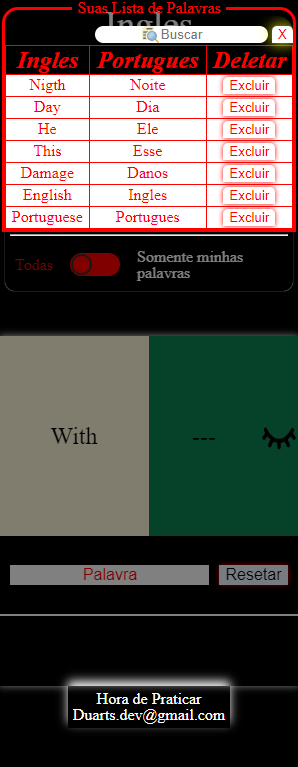 Suas Lista de Palavras
Ingles
Buscar X
Ingles Portugues Deletar
Nigth Noite Excluir
Day Dia Excluir
He Ele Excluir
This Esse Excluir
Damage Danos Excluir
English Ingles Excluir
Portuguese Portugues Excluir
Todas Somente minhas
palavras
With ---
Palavra Resetar
Hora de Praticar
Duarts.dev@gmail.com